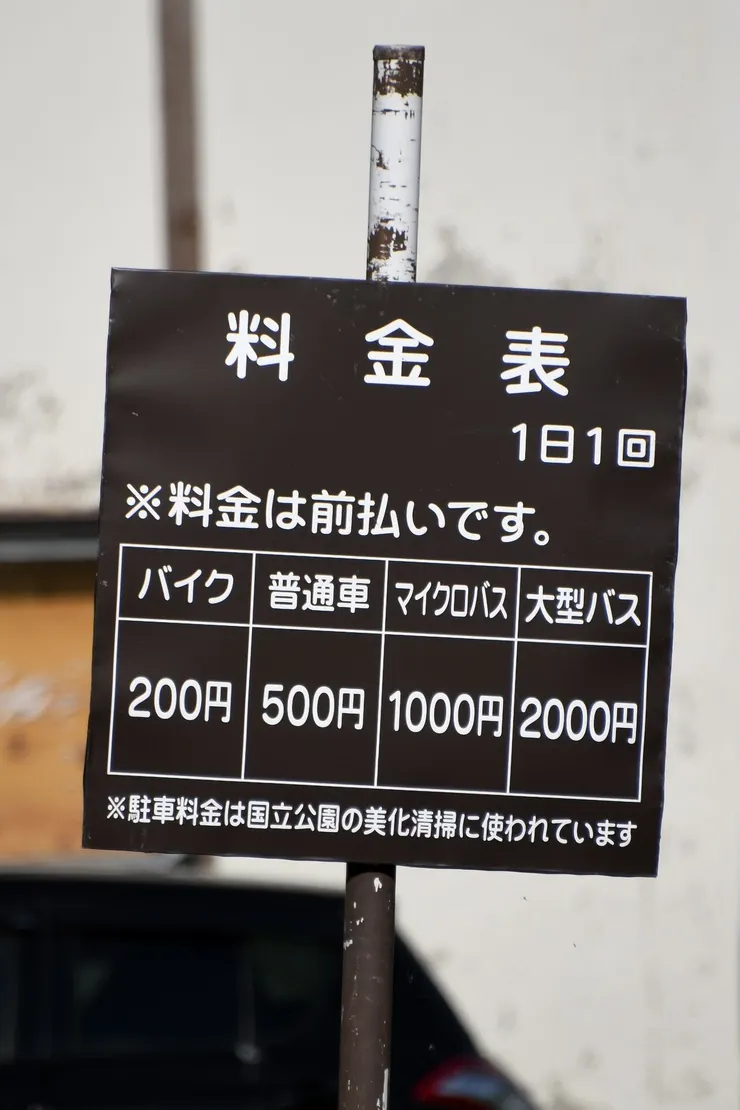 料金表
1日1回
※料金は前払いです。
バイク 普通車 マイクロバス 大型バス
200円 500円 1000円 2000円
※駐車料金は国立公園の美化清掃に使われています